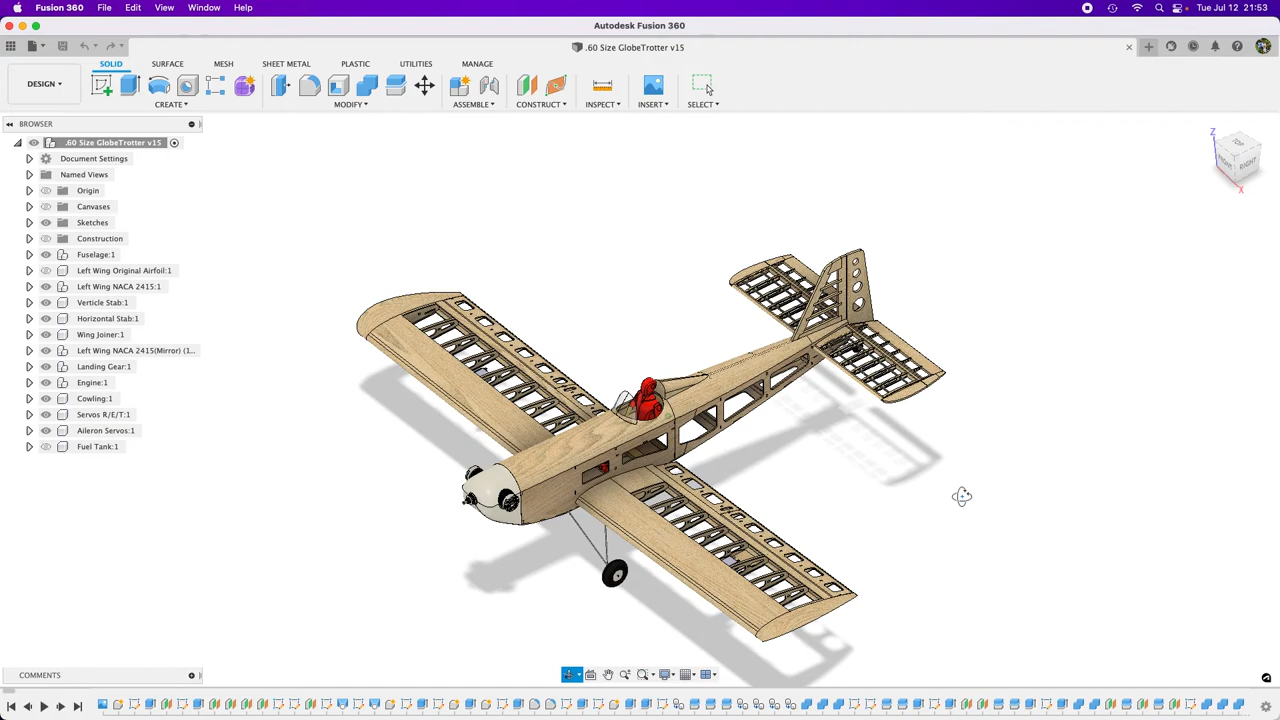 Fusion 360 File Edit View Window Help Tue Jul 12 21:53
Autodesk Fusion 360
.60 Size GlobeTrotter v15
SOLID SURFACE MESH SHEET METAL PLASTIC UTILITIES MANAGE
DESIGN
CREATE MODIFY ASSEMBLE CONSTRUCT INSPECT INSERT SELECT
BROWSER
.60 Size GlobeTrotter v15
Document Settings
Named Views
Origin
Canvases
Sketches
Construction
Fuselage:1
Left Wing Original Airfoil:1
Left Wing NACA 2415:1
Verticle Stab:1
Horizontal Stab:1
Wing Joiner:1
Left Wing NACA 2415(Mirror) (1...
Landing Gear:1
Engine:1
Cowling:1
Servos R/E/T:1
Aileron Servos:1
Fuel Tank:1
Z
TOP
FRONT RIGHT
X
COMMENTS